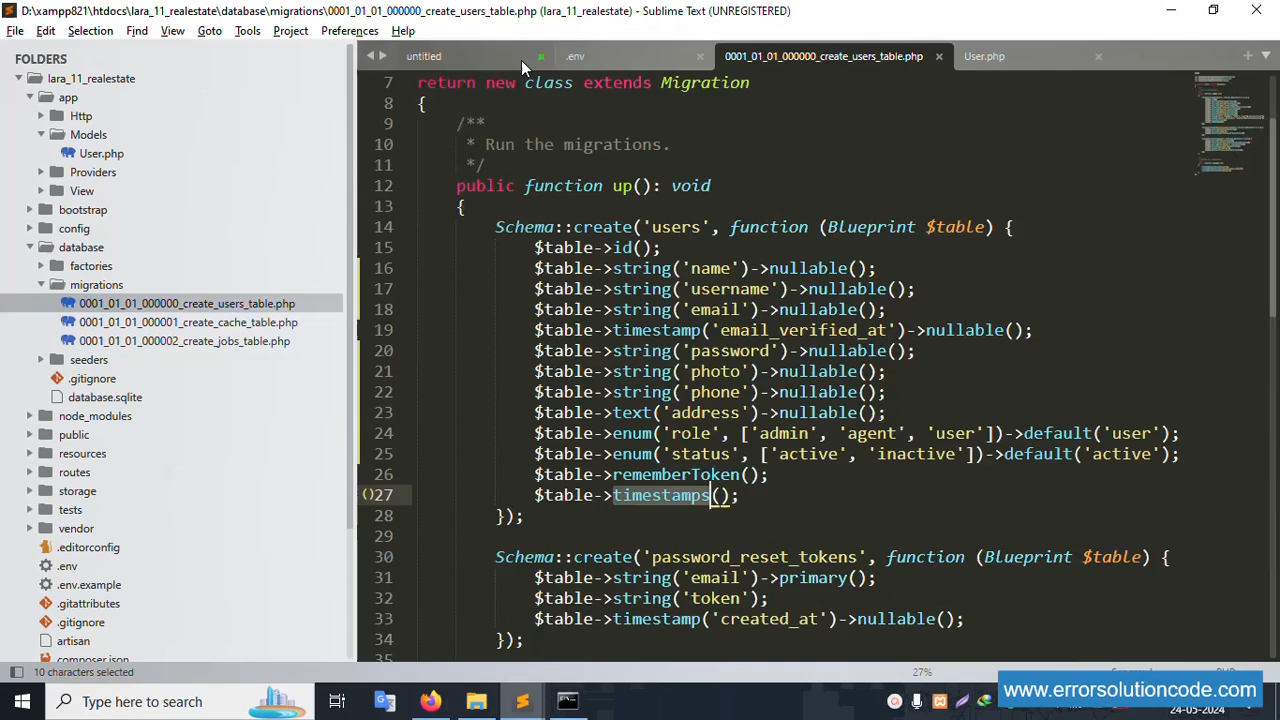 D:\xampp821\htdocs\lara_11_realestate\database\migrations\0001_01_01_000000_create_users_table.php (lara_11_realestate) - Sublime Text (UNREGISTERED)
File Edit Selection Find View Goto Tools Project Preferences Help
FOLDERS
lara_11_realestate
app
Http
Models
User.php
Providers
View
bootstrap
config
database
factories
migrations
0001_01_01_000000_create_users_table.php
0001_01_01_000001_create_cache_table.php
0001_01_01_000002_create_jobs_table.php
seeders
.gitignore
database.sqlite
node_modules
public
resources
routes
storage
tests
vendor
.editorconfig
.env
.env.example
.gitattributes
.gitignore
artisan
composer.json
untitled .env 0001_01_01_000000_create_users_table.php User.php
7 return new class extends Migration
8 {
9 /**
10 * Run the migrations.
11 */
12 public function up(): void
13 {
14 Schema::create('users', function (Blueprint $table) {
15 $table->id();
16 $table->string('name')->nullable();
17 $table->string('username')->nullable();
18 $table->string('email')->nullable();
19 $table->timestamp('email_verified_at')->nullable();
20 $table->string('password')->nullable();
21 $table->string('photo')->nullable();
22 $table->string('phone')->nullable();
23 $table->text('address')->nullable();
24 $table->enum('role', ['admin', 'agent', 'user'])->default('user');
25 $table->enum('status', ['active', 'inactive'])->default('active');
26 $table->rememberToken();
27 $table->timestamps();
28 });
29
30 Schema::create('password_reset_tokens', function (Blueprint $table) {
31 $table->string('email')->primary();
32 $table->string('token');
33 $table->timestamp('created_at')->nullable();
34 });
35
10 characters selected 27%
Type here to search
www.errorsolutioncode.com
24-05-2024